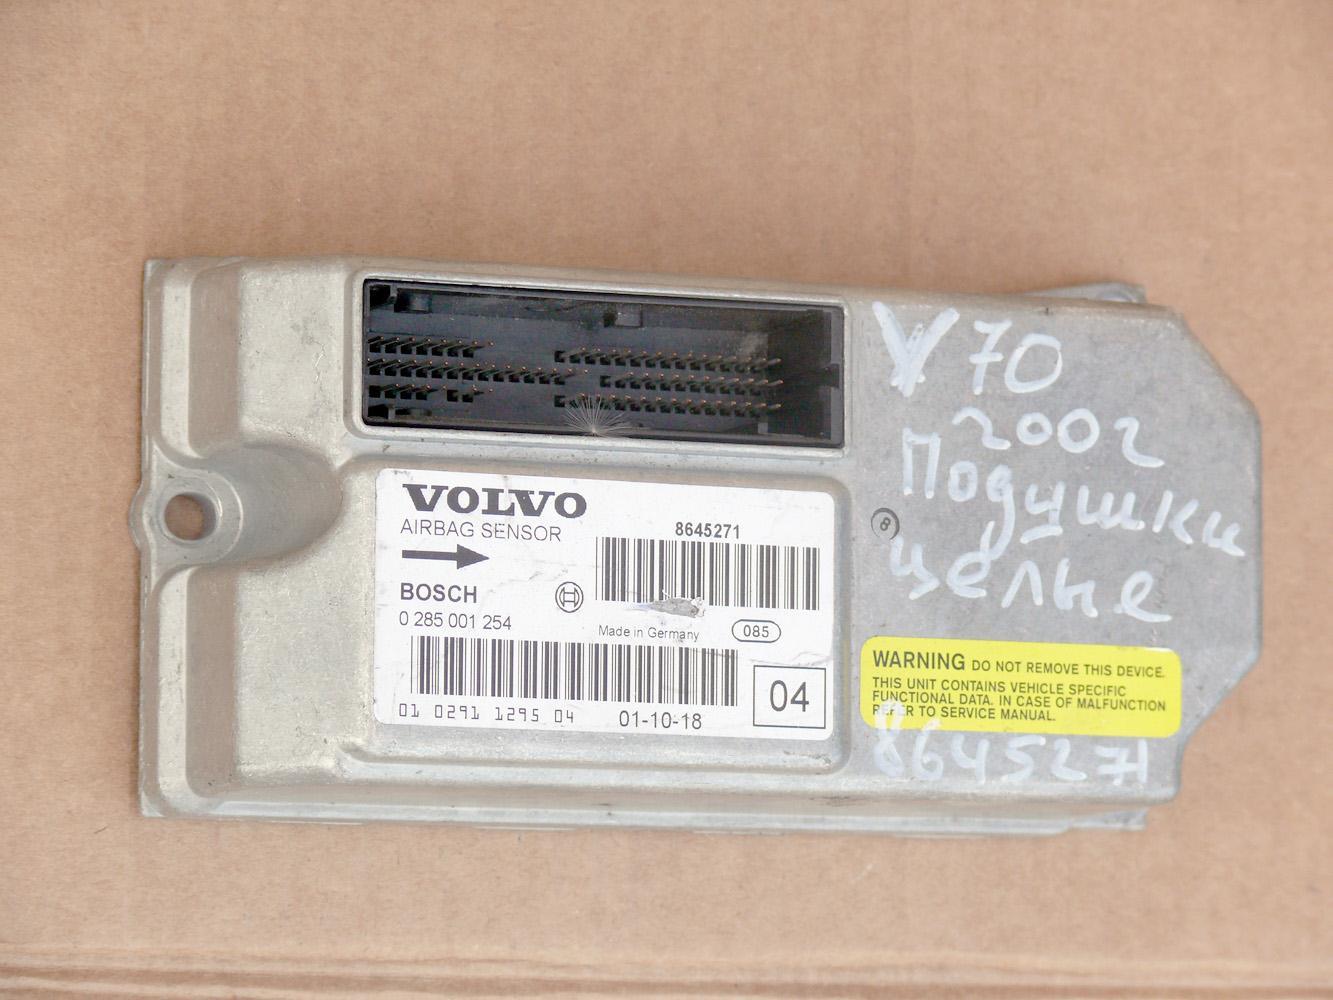 V70
2002
Подушки
целые
VOLVO
AIRBAG SENSOR
8645271
BOSCH
0 285 001 254
Made in Germany
085
01 0291 1295 04
01-10-18
04
8
WARNING DO NOT REMOVE THIS DEVICE.
THIS UNIT CONTAINS VEHICLE SPECIFIC
FUNCTIONAL DATA. IN CASE OF MALFUNCTION
REFER TO SERVICE MANUAL.
8645271